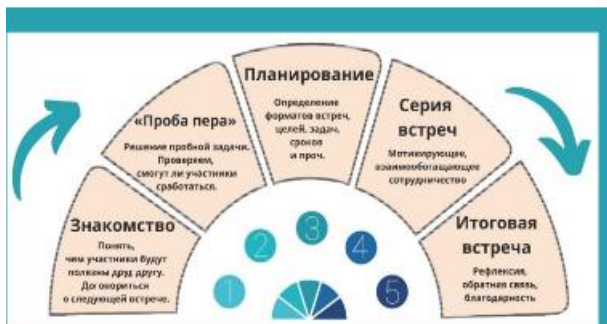 Знакомство
Понять,
чем участники будут
полезны друг другу.
Договориться
о следующей встрече.
«Проба пера»
Решение пробной задачи.
Проверяем,
смогут ли участники
сработаться.
Планирование
Определение
форматов встреч,
целей, задач,
сроков
и проч.
Серия
встреч
Мотивирующее,
взаимообогащающее
сотрудничество
Итоговая
встреча
Рефлексия,
обратная связь,
благодарность
1
2
3
4
5